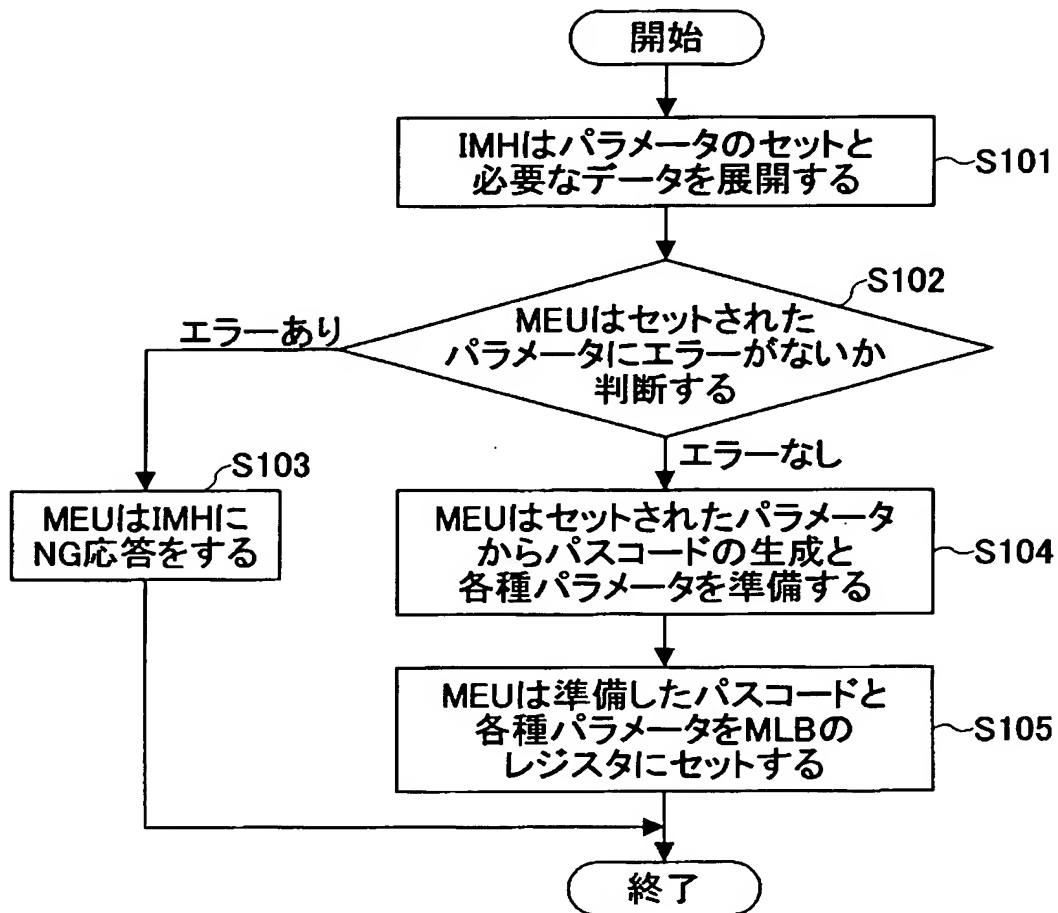 開始
IMHはパラメータのセットと
必要なデータを展開する
S101
S102
MEUはセットされた
パラメータにエラーがないか
判断する
エラーあり
エラーなし
S103
MEUはIMHに
NG応答をする
MEUはセットされたパラメータ
からパスコードの生成と
各種パラメータを準備する
S104
MEUは準備したパスコードと
各種パラメータをMLBの
レジスタにセットする
S105
終了